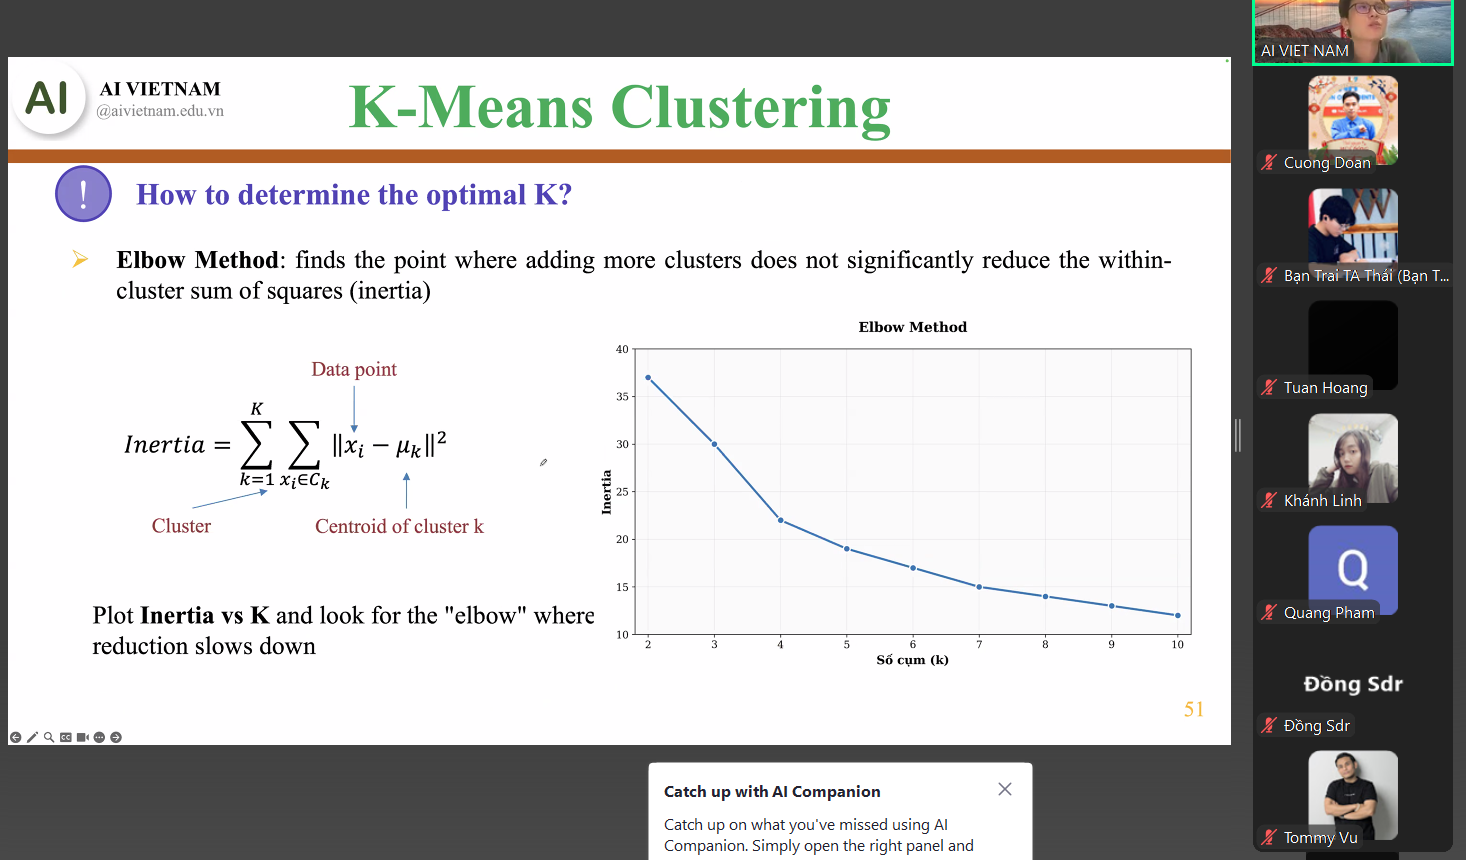 AI
AI VIETNAM
@aivietnam.edu.vn
K-Means Clustering
!
How to determine the optimal K?
Elbow Method: finds the point where adding more clusters does not significantly reduce the within-
cluster sum of squares (inertia)
Data point
Inertia = ∑_{k=1}^{K} ∑_{x_i∈C_k} ‖x_i − μ_k‖²
Cluster
Centroid of cluster k
Plot Inertia vs K and look for the "elbow" where
reduction slows down
Elbow Method
Inertia
40
35
30
25
20
15
10
2 3 4 5 6 7 8 9 10
Số cụm (k)
51
CC
Catch up with AI Companion
Catch up on what you've missed using AI
Companion. Simply open the right panel and
AI VIET NAM
Cuong Doan
Bạn Trai TA Thái (Bạn T...
Tuan Hoang
Khánh Linh
Q
Quang Pham
Đồng Sdr
Đồng Sdr
Tommy Vu